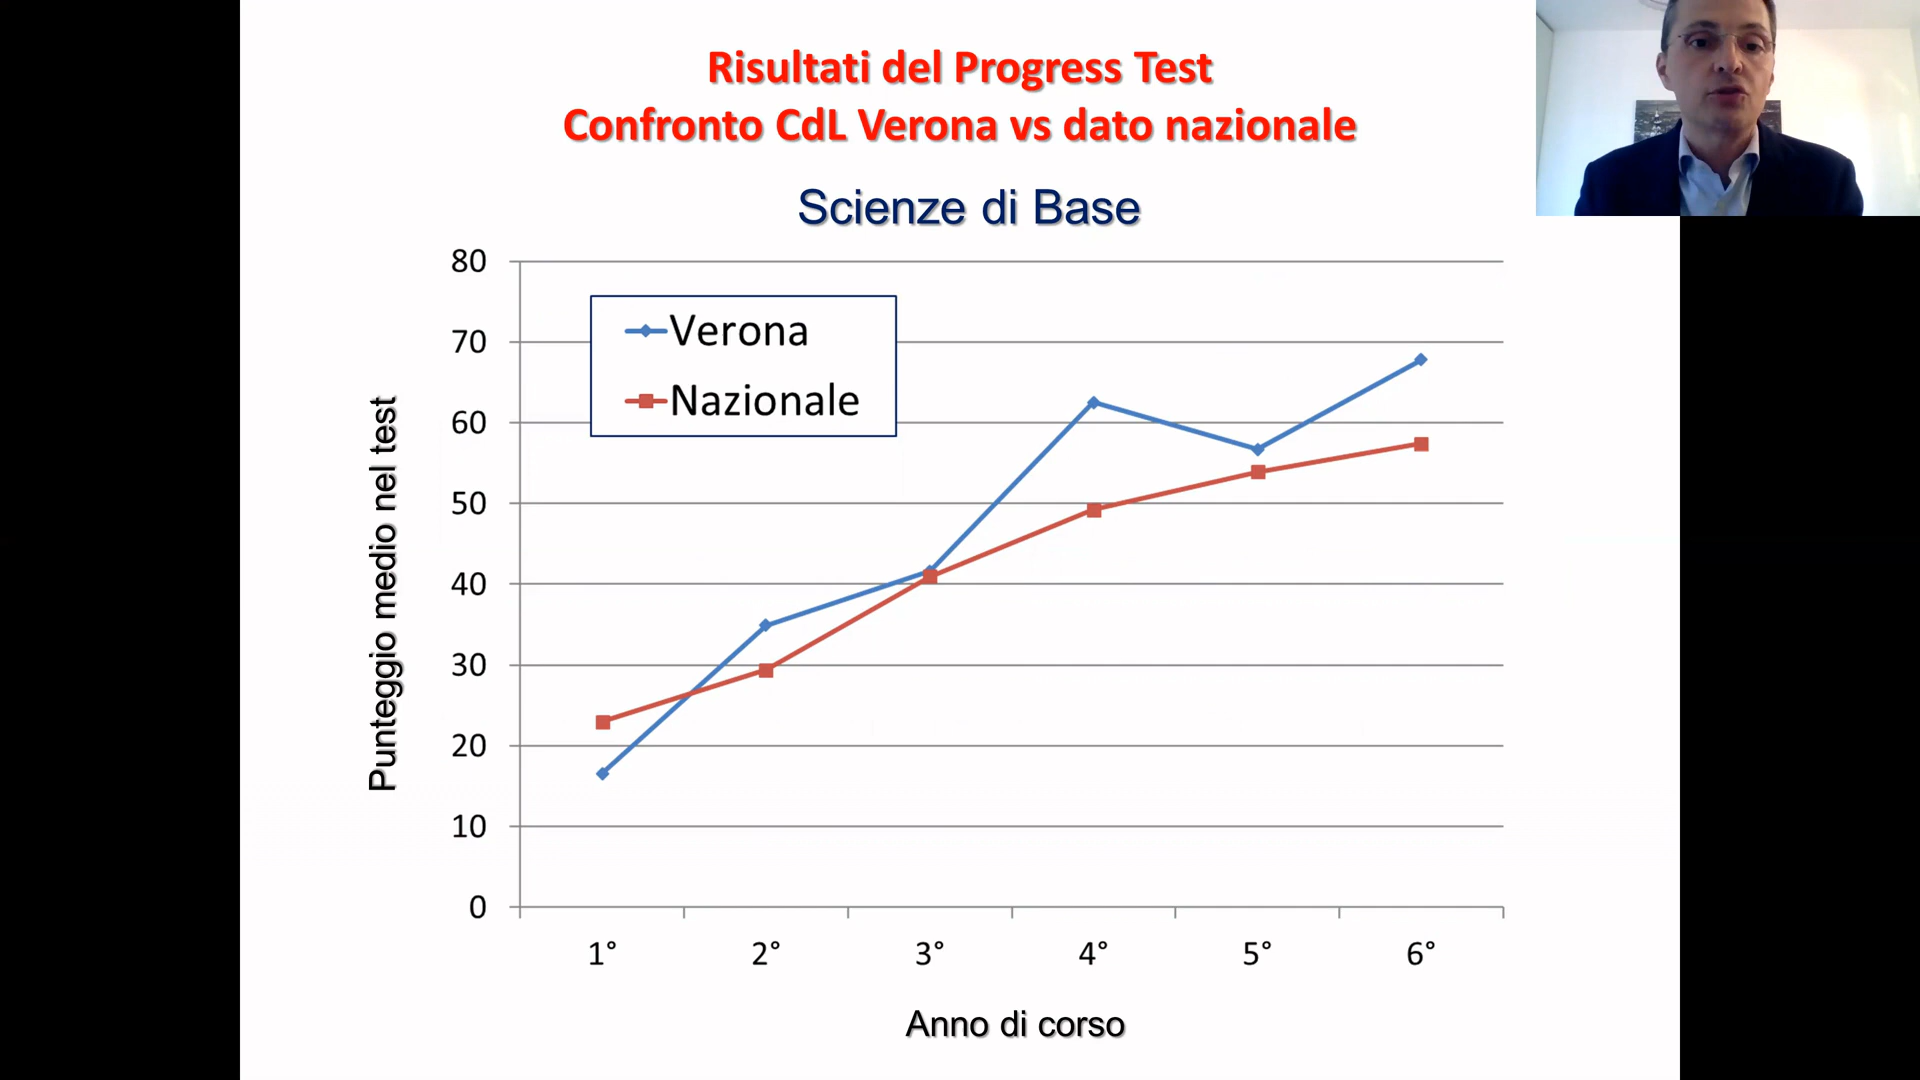 Risultati del Progress Test
Confronto CdL Verona vs dato nazionale
Scienze di Base
Verona
Nazionale
Punteggio medio nel test
80
70
60
50
40
30
20
10
0
1°
2°
3°
4°
5°
6°
Anno di corso